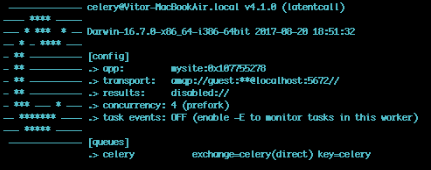 -------------- celery@Vitor-MacBookAir.local v4.1.0 (latentcall)
---- **** -----
--- * ***  * -- Darwin-16.7.0-x86_64-i386-64bit 2017-08-20 18:51:32
-- * - **** ---
- ** ---------- [config]
- ** ---------- .> app:         mysite:0x107755278
- ** ---------- .> transport:   amqp://guest:**@localhost:5672//
- ** ---------- .> results:     disabled://
- *** --- * --- .> concurrency: 4 (prefork)
-- ******* ---- .> task events: OFF (enable -E to monitor tasks in this worker)
--- ***** -----
-------------- [queues]
.> celery           exchange=celery(direct) key=celery